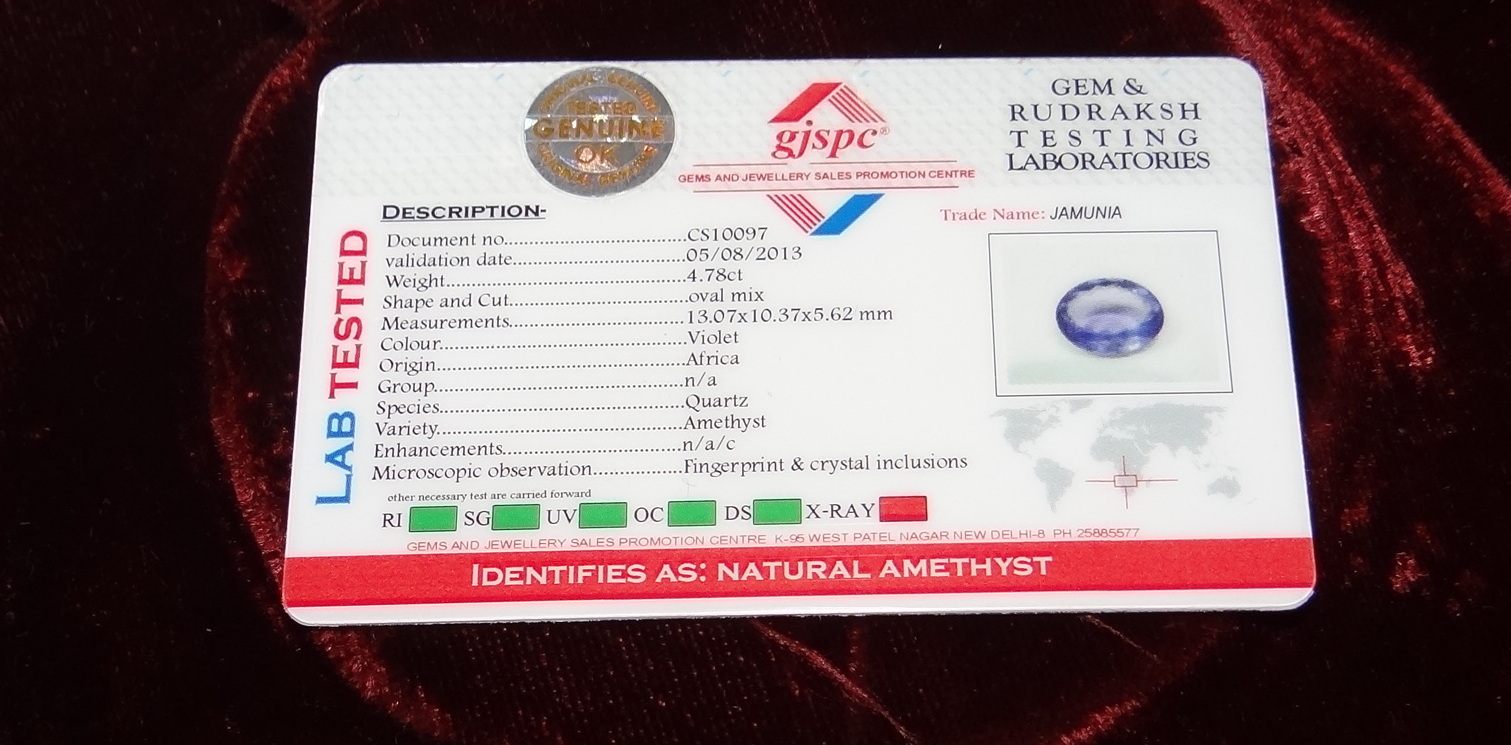 TESTED
GENUINE
OK
gjspc®
GEMS AND JEWELLERY SALES PROMOTION CENTRE
GEM &
RUDRAKSH
TESTING
LABORATORIES
LAB TESTED
DESCRIPTION-
Trade Name: JAMUNIA
Document no..........CS10097
validation date..........05/08/2013
Weight..........4.78ct
Shape and Cut..........oval mix
Measurements..........13.07x10.37x5.62 mm
Colour..........Violet
Origin..........Africa
Group..........n/a
Species..........Quartz
Variety..........Amethyst
Enhancements..........n/a/c
Microscopic observation..........Fingerprint & crystal inclusions
other necessary test are carried forward
RI SG UV OC DS X-RAY
GEMS AND JEWELLERY SALES PROMOTION CENTRE K-95 WEST PATEL NAGAR NEW DELHI-8 PH 25885577
IDENTIFIES AS: NATURAL AMETHYST